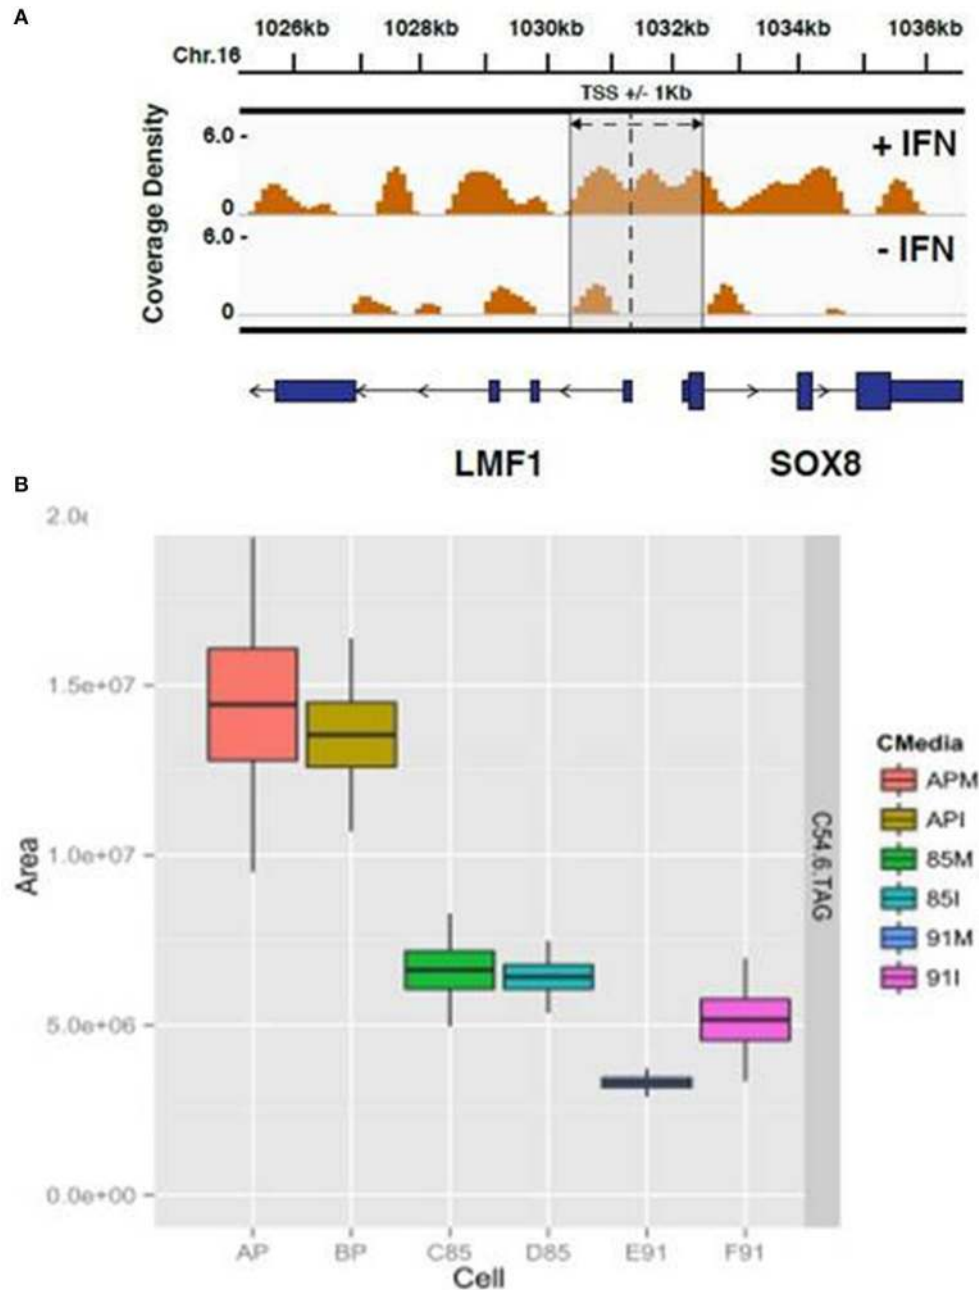 A
1026kb 1028kb 1030kb 1032kb 1034kb 1036kb
Chr.16
TSS +/- 1Kb
Coverage Density
6.0
+ IFN
0
6.0
- IFN
0
LMF1 SOX8
B
1.5e+07
1.0e+07
5.0e+06
0.0e+00
Area
C54.6.TAG
CMedia
APM
API
85M
85I
91M
91I
AP BP C85 D85 E91 F91
Cell